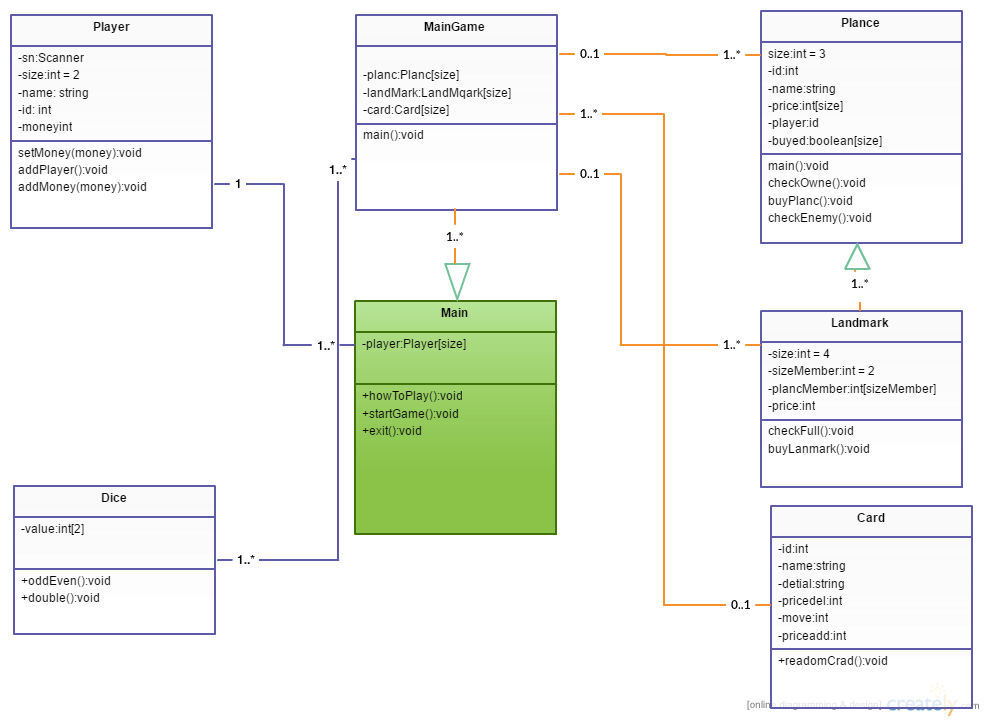 Player
-sn:Scanner
-size:int = 2
-name: string
-id: int
-moneyint
setMoney(money):void
addPlayer():void
addMoney(money):void
MainGame
-planc:Planc[size]
-landMark:LandMqark[size]
-card:Card[size]
main():void
Plance
size:int = 3
-id:int
-name:string
-price:int[size]
-player:id
-buyed:boolean[size]
main():void
checkOwne():void
buyPlanc():void
checkEnemy():void
0..1
1..*
1..*
0..1
1..*
1
1..*
1..*
Main
-player:Player[size]
+howToPlay():void
+startGame():void
+exit():void
1..*
1..*
Landmark
-size:int = 4
-sizeMember:int = 2
-plancMember:int[sizeMember]
-price:int
checkFull():void
buyLanmark():void
Dice
-value:int[2]
+oddEven():void
+double():void
1..*
0..1
Card
-id:int
-name:string
-detial:string
-pricedel:int
-move:int
-priceadd:int
+readomCrad():void
[online diagramming & design] creately.com